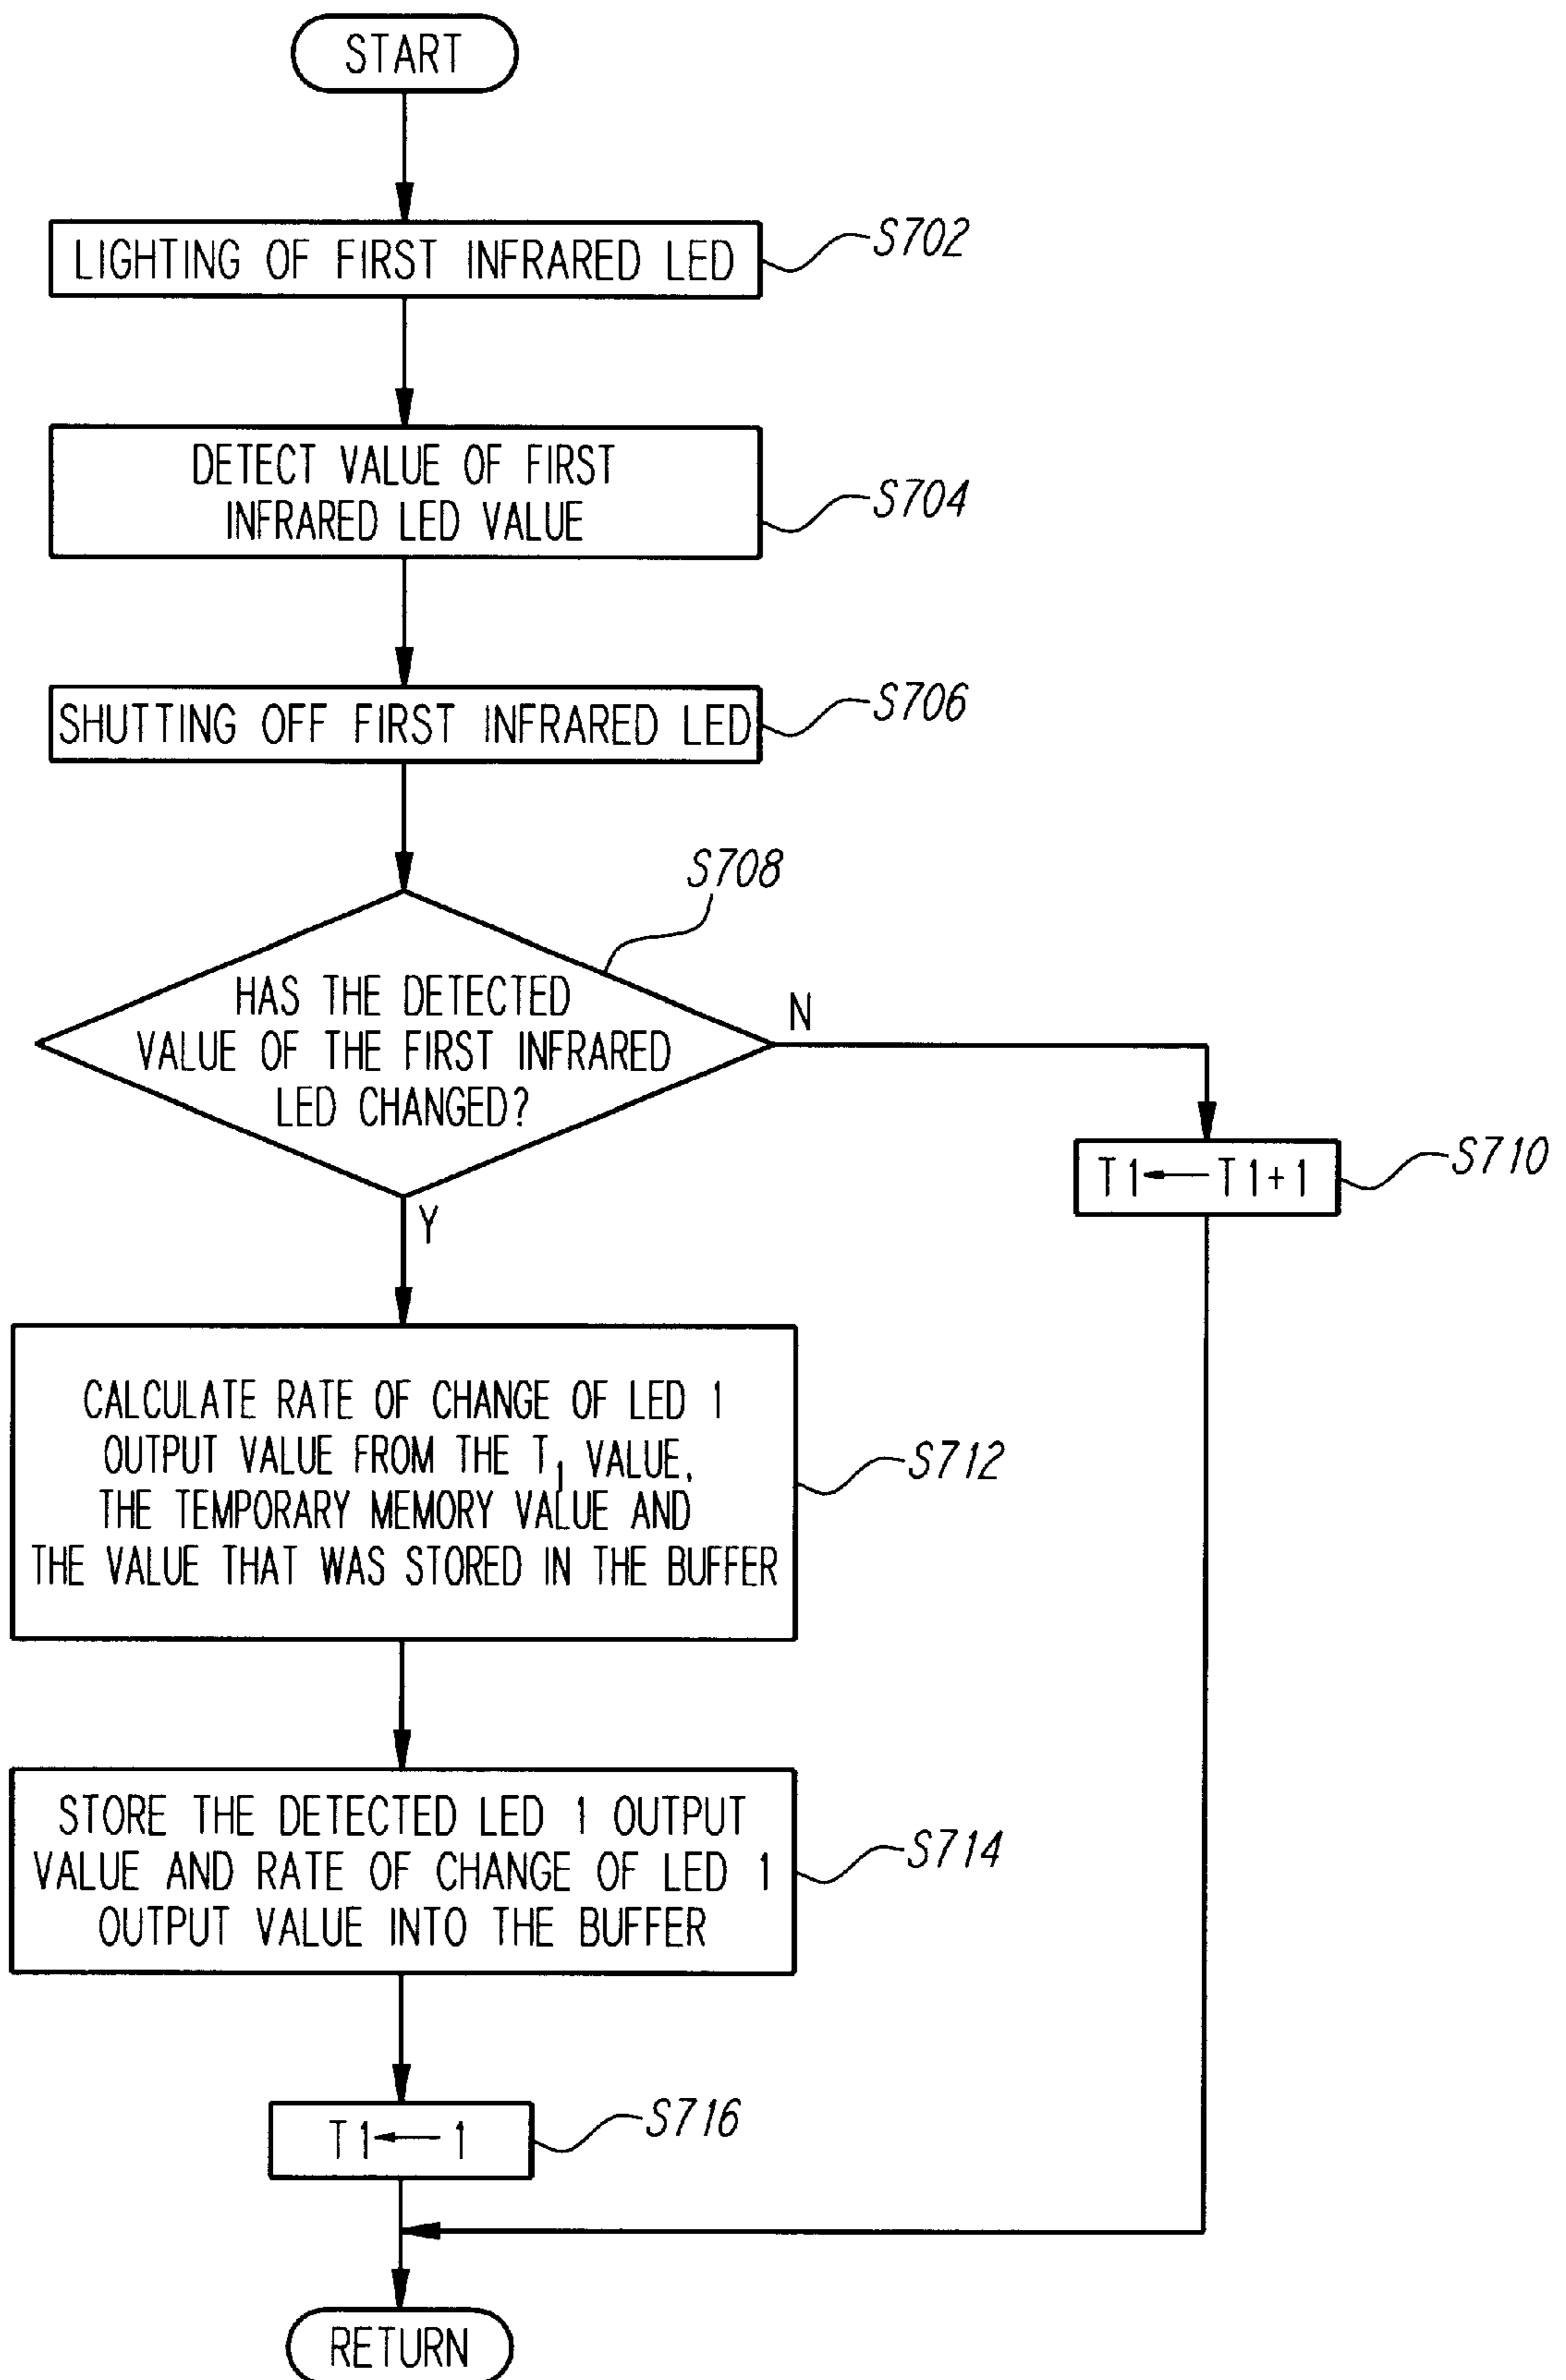 START
LIGHTING OF FIRST INFRARED LED
S702
DETECT VALUE OF FIRST
INFRARED LED VALUE
S704
SHUTTING OFF FIRST INFRARED LED
S706
S708
HAS THE DETECTED
VALUE OF THE FIRST INFRARED
LED CHANGED?
N
Y
T1 ← T1+1
S710
CALCULATE RATE OF CHANGE OF LED 1
OUTPUT VALUE FROM THE T₁ VALUE,
THE TEMPORARY MEMORY VALUE AND
THE VALUE THAT WAS STORED IN THE BUFFER
S712
STORE THE DETECTED LED 1 OUTPUT
VALUE AND RATE OF CHANGE OF LED 1
OUTPUT VALUE INTO THE BUFFER
S714
T1 ← 1
S716
RETURN